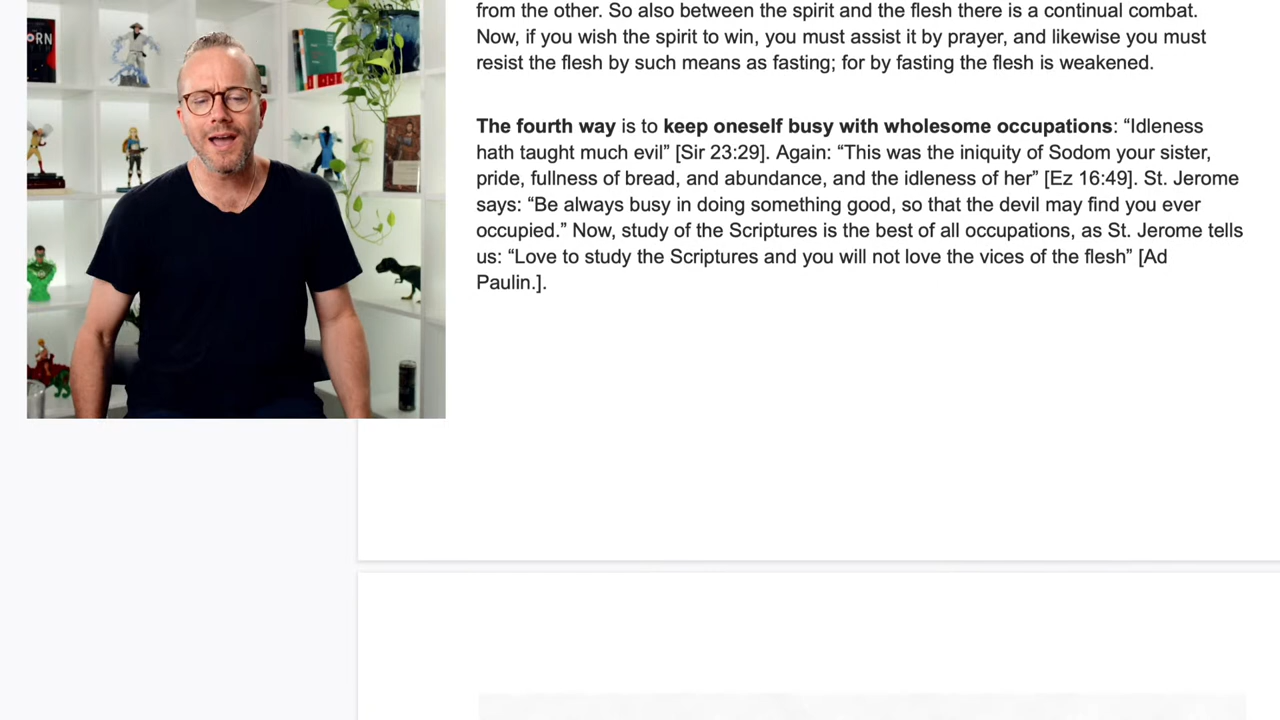 ORN
from the other. So also between the spirit and the flesh there is a continual combat.
Now, if you wish the spirit to win, you must assist it by prayer, and likewise you must
resist the flesh by such means as fasting; for by fasting the flesh is weakened.
The fourth way is to keep oneself busy with wholesome occupations: “Idleness
hath taught much evil” [Sir 23:29]. Again: “This was the iniquity of Sodom your sister,
pride, fullness of bread, and abundance, and the idleness of her” [Ez 16:49]. St. Jerome
says: “Be always busy in doing something good, so that the devil may find you ever
occupied.” Now, study of the Scriptures is the best of all occupations, as St. Jerome tells
us: “Love to study the Scriptures and you will not love the vices of the flesh” [Ad
Paulin.].